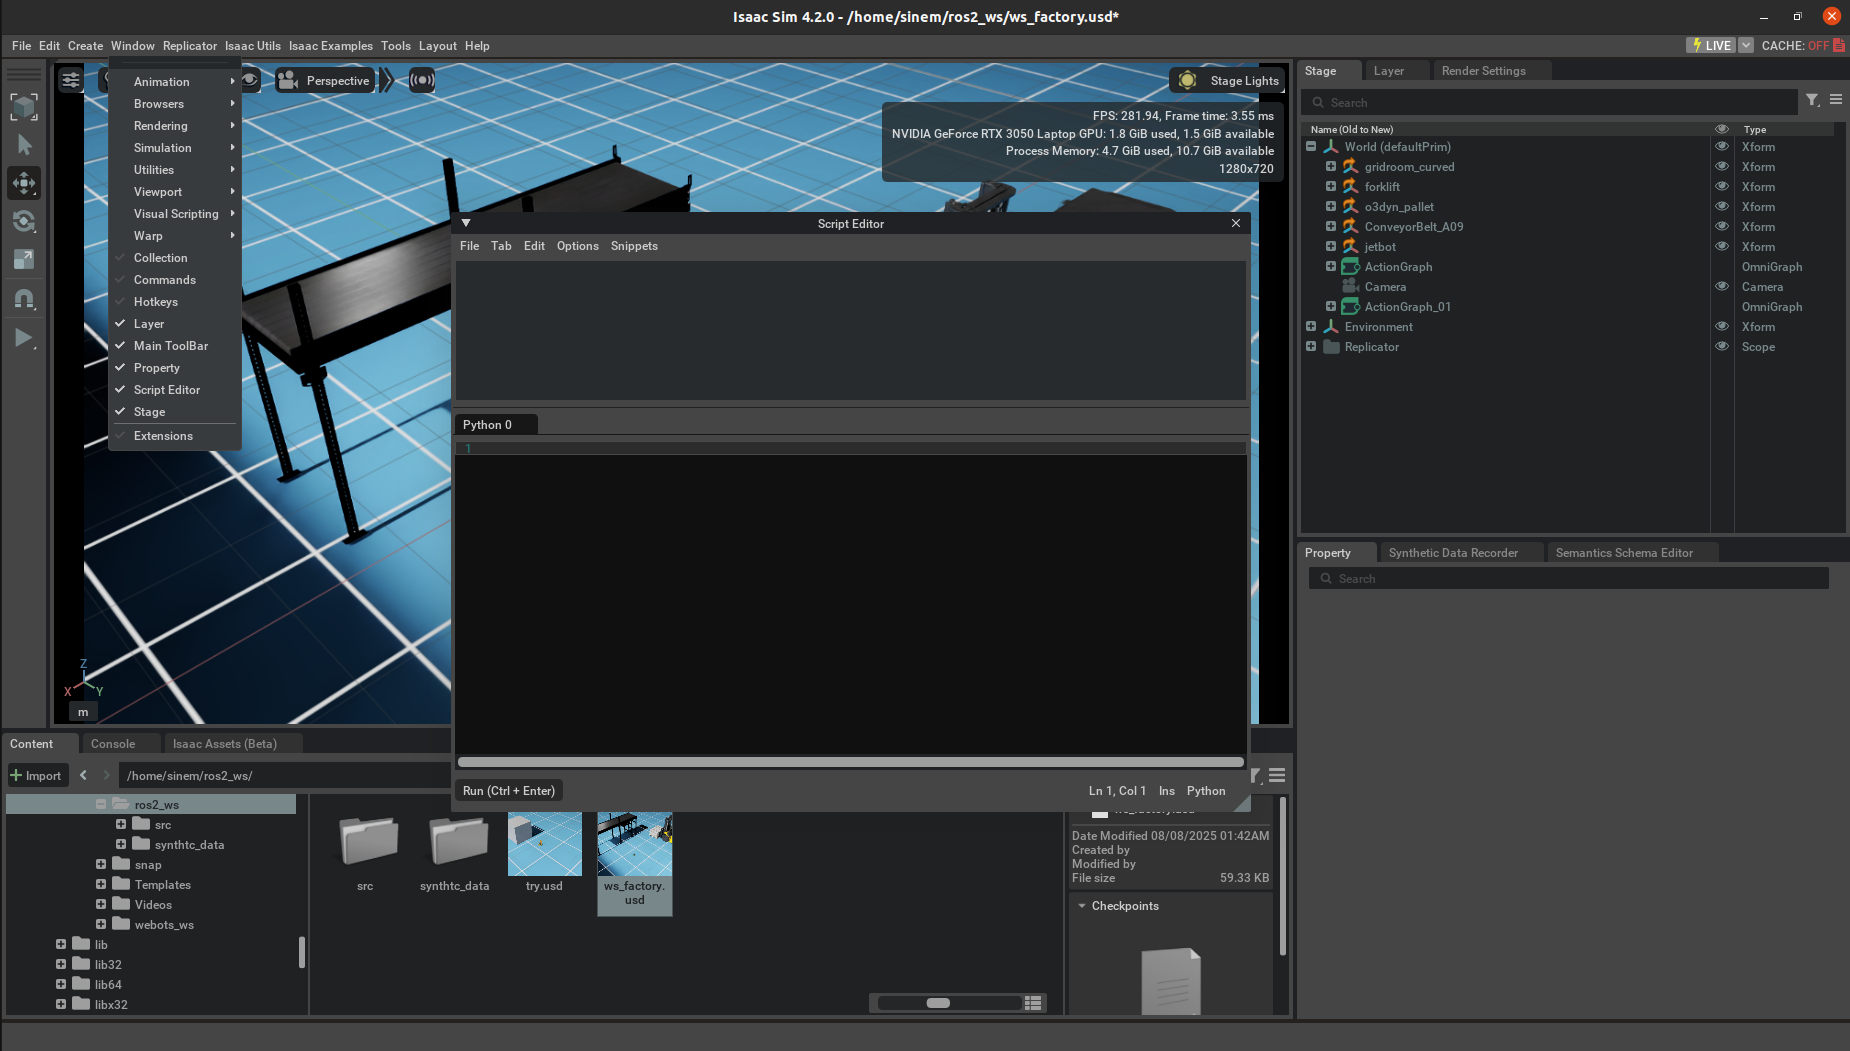 Isaac Sim 4.2.0 - /home/sinem/ros2_ws/ws_factory.usd*
File Edit Create Window Replicator Isaac Utils Isaac Examples Tools Layout Help
LIVE CACHE: OFF
Animation
Browsers
Rendering
Simulation
Utilities
Viewport
Visual Scripting
Warp
Collection
Commands
Hotkeys
Layer
Main ToolBar
Property
Script Editor
Stage
Extensions
Perspective
Stage Lights
FPS: 281.94, Frame time: 3.55 ms
NVIDIA GeForce RTX 3050 Laptop GPU: 1.8 GiB used, 1.5 GiB available
Process Memory: 4.7 GiB used, 10.7 GiB available
1280x720
Z
X
Y
m
Script Editor
File Tab Edit Options Snippets
Python 0
1
Run (Ctrl + Enter)
Ln 1, Col 1 Ins Python
Stage Layer Render Settings
Search
Name (Old to New) Type
World (defaultPrim) Xform
gridroom_curved Xform
forklift Xform
o3dyn_pallet Xform
ConveyorBelt_A09 Xform
jetbot Xform
ActionGraph OmniGraph
Camera Camera
ActionGraph_01 OmniGraph
Environment Xform
Replicator Scope
Property Synthetic Data Recorder Semantics Schema Editor
Search
Content Console Isaac Assets (Beta)
Import
/home/sinem/ros2_ws/
ros2_ws
src
synthtc_data
snap
Templates
Videos
webots_ws
lib
lib32
lib64
libx32
src
synthtc_data
try.usd
ws_factory.
usd
Date Modified 08/08/2025 01:42AM
Created by
Modified by
File size 59.33 KB
Checkpoints